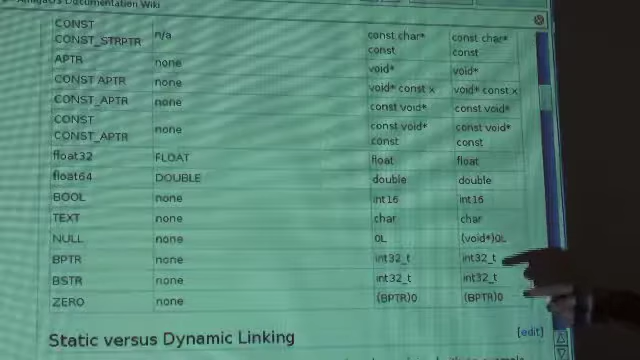 AmigaOS Documentation Wiki
CONST
CONST_STRPTR n/a const char* const char*
const const
APTR none void* void*
CONST APTR none void* const x void* const x
CONST_APTR none const void* const void*
CONST
CONST_APTR none const void* const void*
const const
float32 FLOAT float float
float64 DOUBLE double double
BOOL none int16 int16
TEXT none char char
NULL none 0L (void*)0L
BPTR none int32_t int32_t
BSTR none int32_t int32_t
ZERO none (BPTR)0 (BPTR)0
Static versus Dynamic Linking [edit]